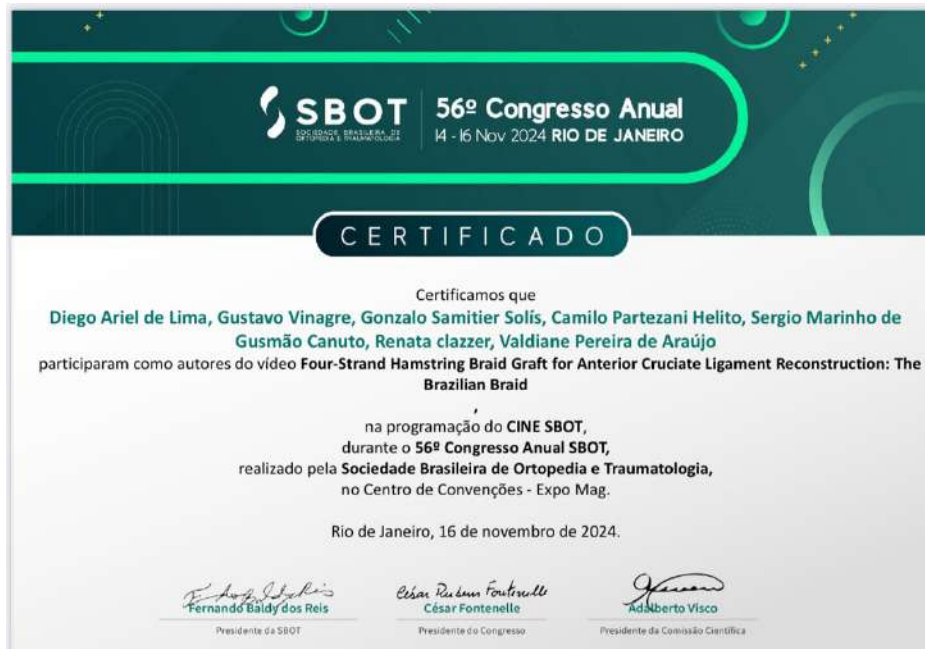 SBOT
SOCIEDADE BRASILEIRA DE
ORTOPEDIA E TRAUMATOLOGIA
56º Congresso Anual
14 - 16 Nov 2024 RIO DE JANEIRO
CERTIFICADO
Certificamos que
Diego Ariel de Lima, Gustavo Vinagre, Gonzalo Samitier Solís, Camilo Partezani Helito, Sergio Marinho de
Gusmão Canuto, Renata clazzer, Valdiane Pereira de Araújo
participaram como autores do vídeo Four-Strand Hamstring Braid Graft for Anterior Cruciate Ligament Reconstruction: The
Brazilian Braid
,
na programação do CINE SBOT,
durante o 56º Congresso Anual SBOT,
realizado pela Sociedade Brasileira de Ortopedia e Traumatologia,
no Centro de Convenções - Expo Mag.
Rio de Janeiro, 16 de novembro de 2024.
César Rubens Fontenelle
Fernando Baldy dos Reis
César Fontenelle
Adalberto Visco
Presidente da SBOT
Presidente do Congresso
Presidente da Comissão Científica